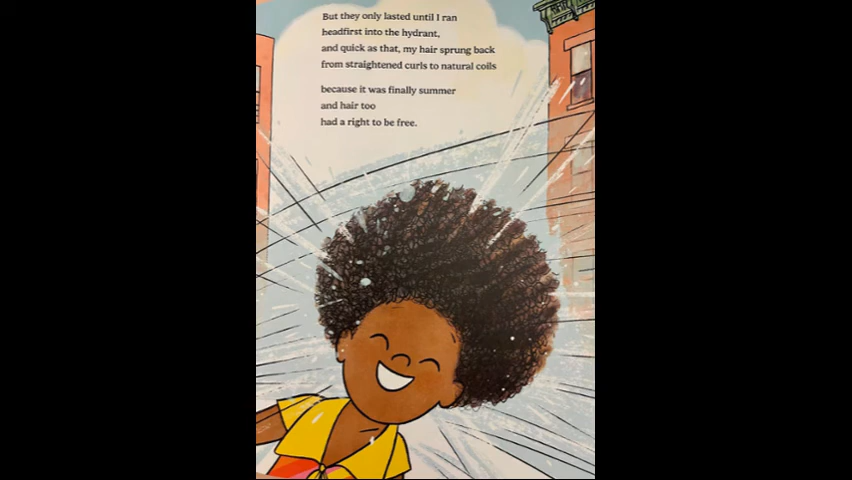 But they only lasted until I ran
headfirst into the hydrant,
and quick as that, my hair sprung back
from straightened curls to natural coils
because it was finally summer
and hair too
had a right to be free.